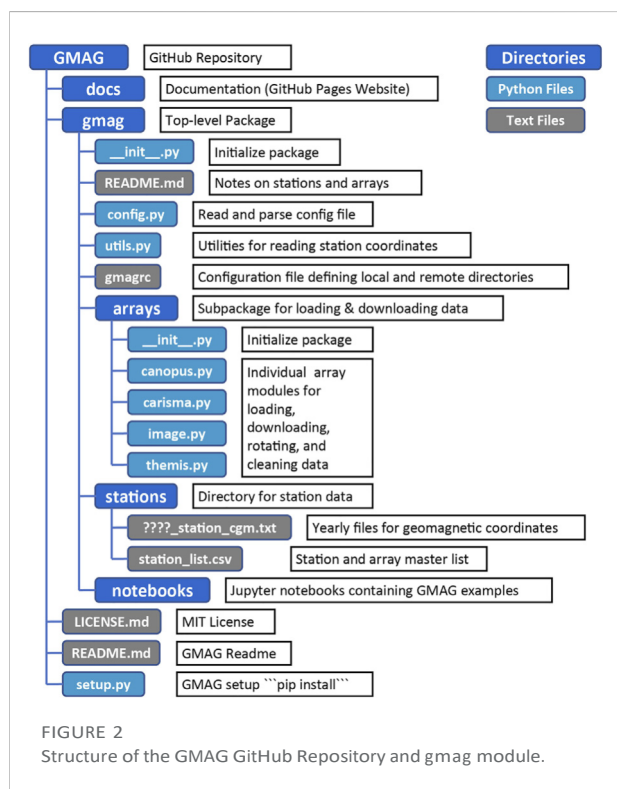 GMAG GitHub Repository Directories
docs Documentation (GitHub Pages Website) Python Files
gmag Top-level Package Text Files
__init__.py Initialize package
README.md Notes on stations and arrays
config.py Read and parse config file
utils.py Utilities for reading station coordinates
gmagrc Configuration file defining local and remote directories
arrays Subpackage for loading & downloading data
__init__.py Initialize package
canopus.py
carisma.py
image.py
themis.py
Individual array
modules for
loading,
downloading,
rotating, and
cleaning data
stations Directory for station data
????_station_cgm.txt Yearly files for geomagnetic coordinates
station_list.csv Station and array master list
notebooks Jupyter notebooks containing GMAG examples
LICENSE.md MIT License
README.md GMAG Readme
setup.py GMAG setup ```pip install```
FIGURE 2
Structure of the GMAG GitHub Repository and gmag module.